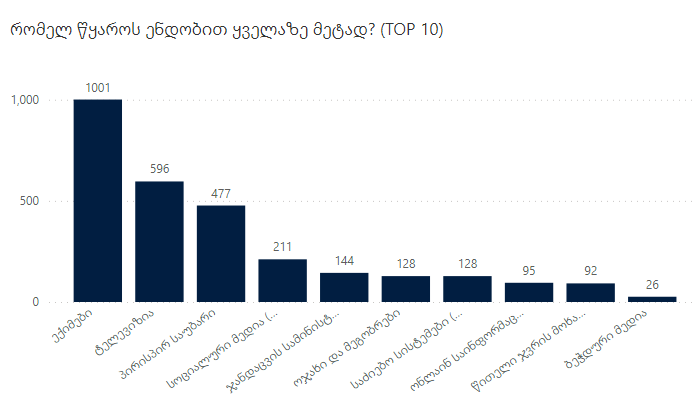 რომელ წყაროს ენდობით ყველაზე მეტად? (TOP 10)
1001
1,000
596
500
477
211
144
128
128
95
92
26
0
ექიმები
ტელევიზია
პირისპირ საუბარი
სოციალური მედია (...
ჯანდაცვის სამინისტ...
ოჯახი და მეგობრები
საძიებო სისტემები (...
ონლაინ საინფორმაც...
წითელი ჯვრის მოხა...
ბეჭდური მედია